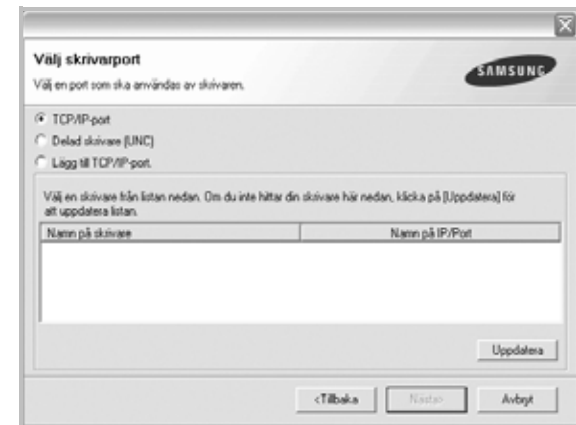 Välj skrivarport
Välj en port som ska användas av skrivaren.
SAMSUNG
TCP/IP-port
Delad skrivare (UNC)
Lägg till TCP/IP-port.
Välj en skrivare från listan nedan. Om du inte hittar din skrivare här nedan, klicka på [Uppdatera] för
att uppdatera listan.
Namn på skrivare Namn på IP/Port
Uppdatera
<Tillbaka Nästa> Avbryt